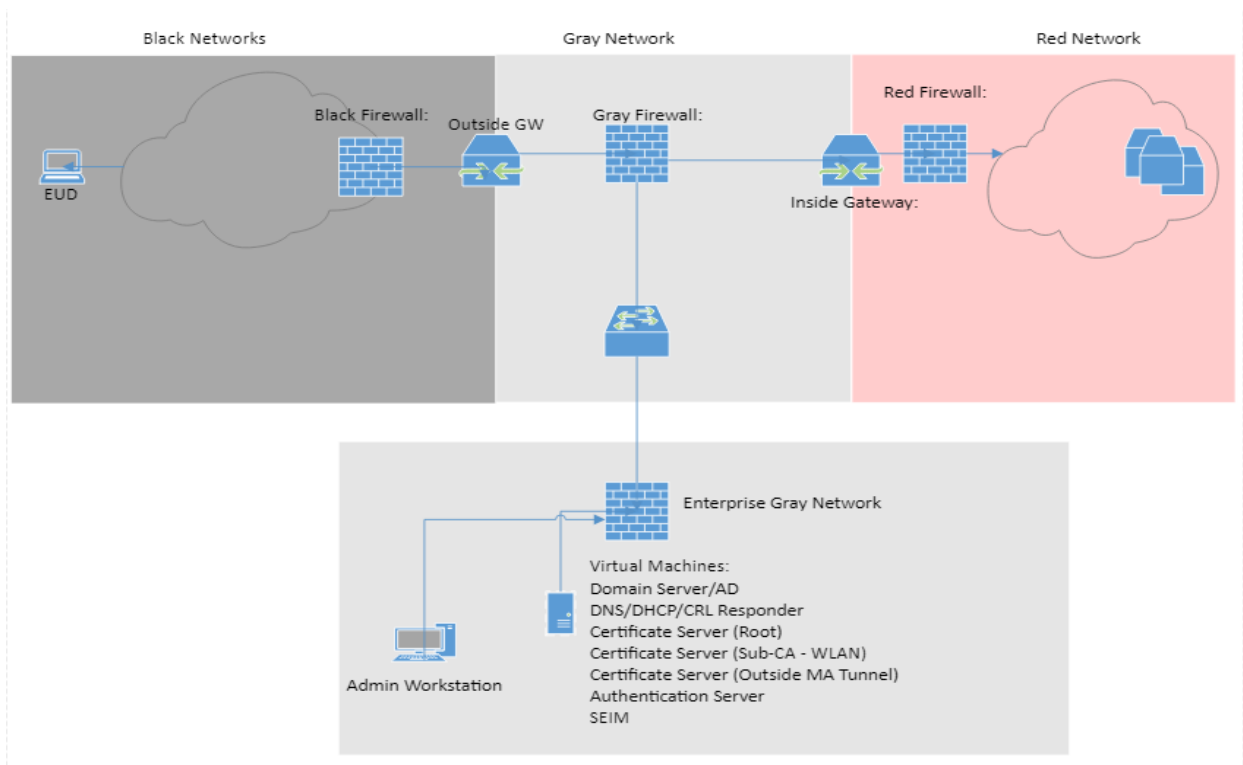 Black Networks
Gray Network
Red Network
Black Firewall:
Outside GW
Gray Firewall:
Red Firewall:
EUD
Inside Gateway:
Enterprise Gray Network
Virtual Machines:
Domain Server/AD
DNS/DHCP/CRL Responder
Certificate Server (Root)
Certificate Server (Sub-CA - WLAN)
Certificate Server (Outside MA Tunnel)
Authentication Server
SEIM
Admin Workstation